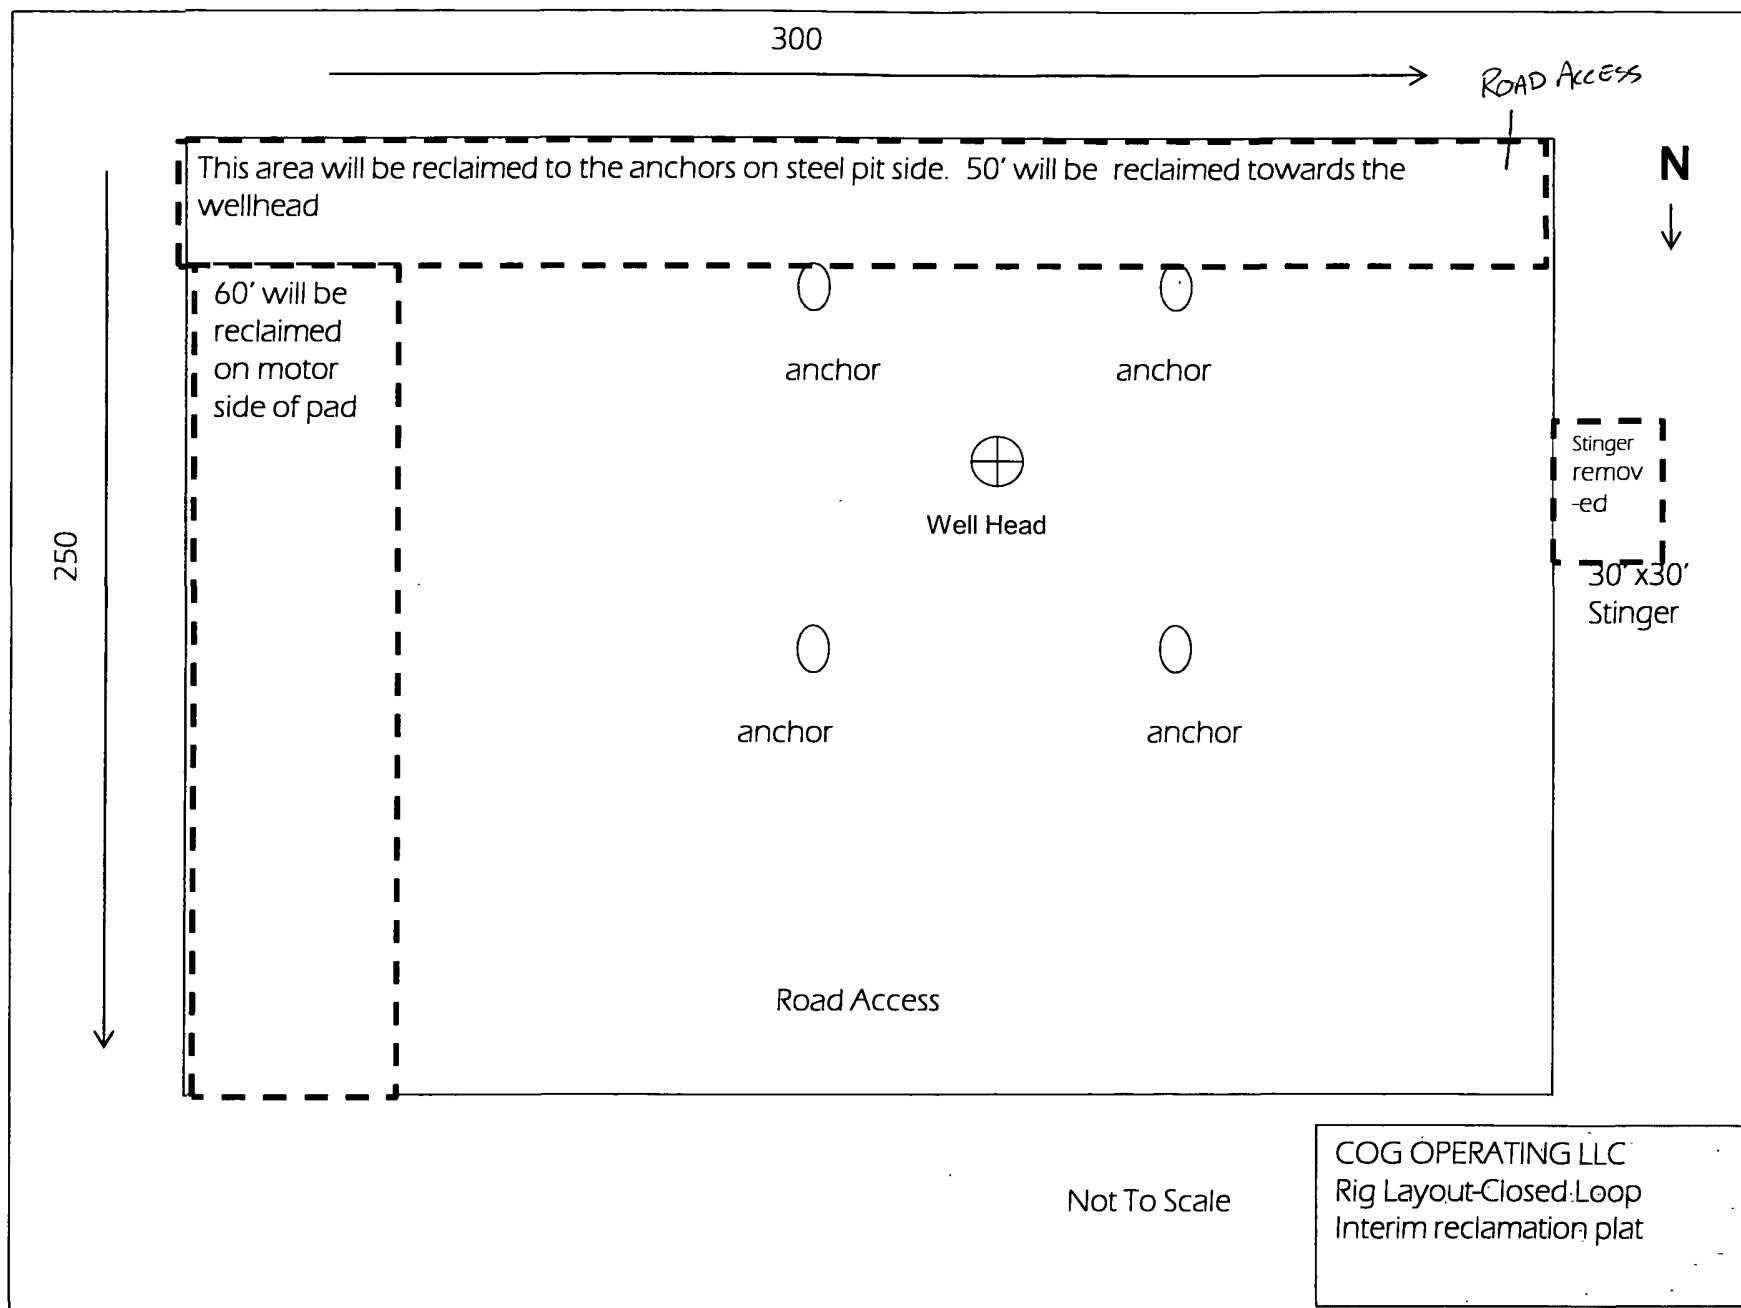 300
ROAD ACCESS
This area will be reclaimed to the anchors on steel pit side. 50' will be reclaimed towards the
wellhead
N
60' will be
reclaimed
on motor
side of pad
anchor
anchor
Stinger
remov
-ed
Well Head
250
30' x30'
Stinger
anchor
anchor
Road Access
Not To Scale
COG OPERATING LLC
Rig Layout-Closed Loop
Interim reclamation plat